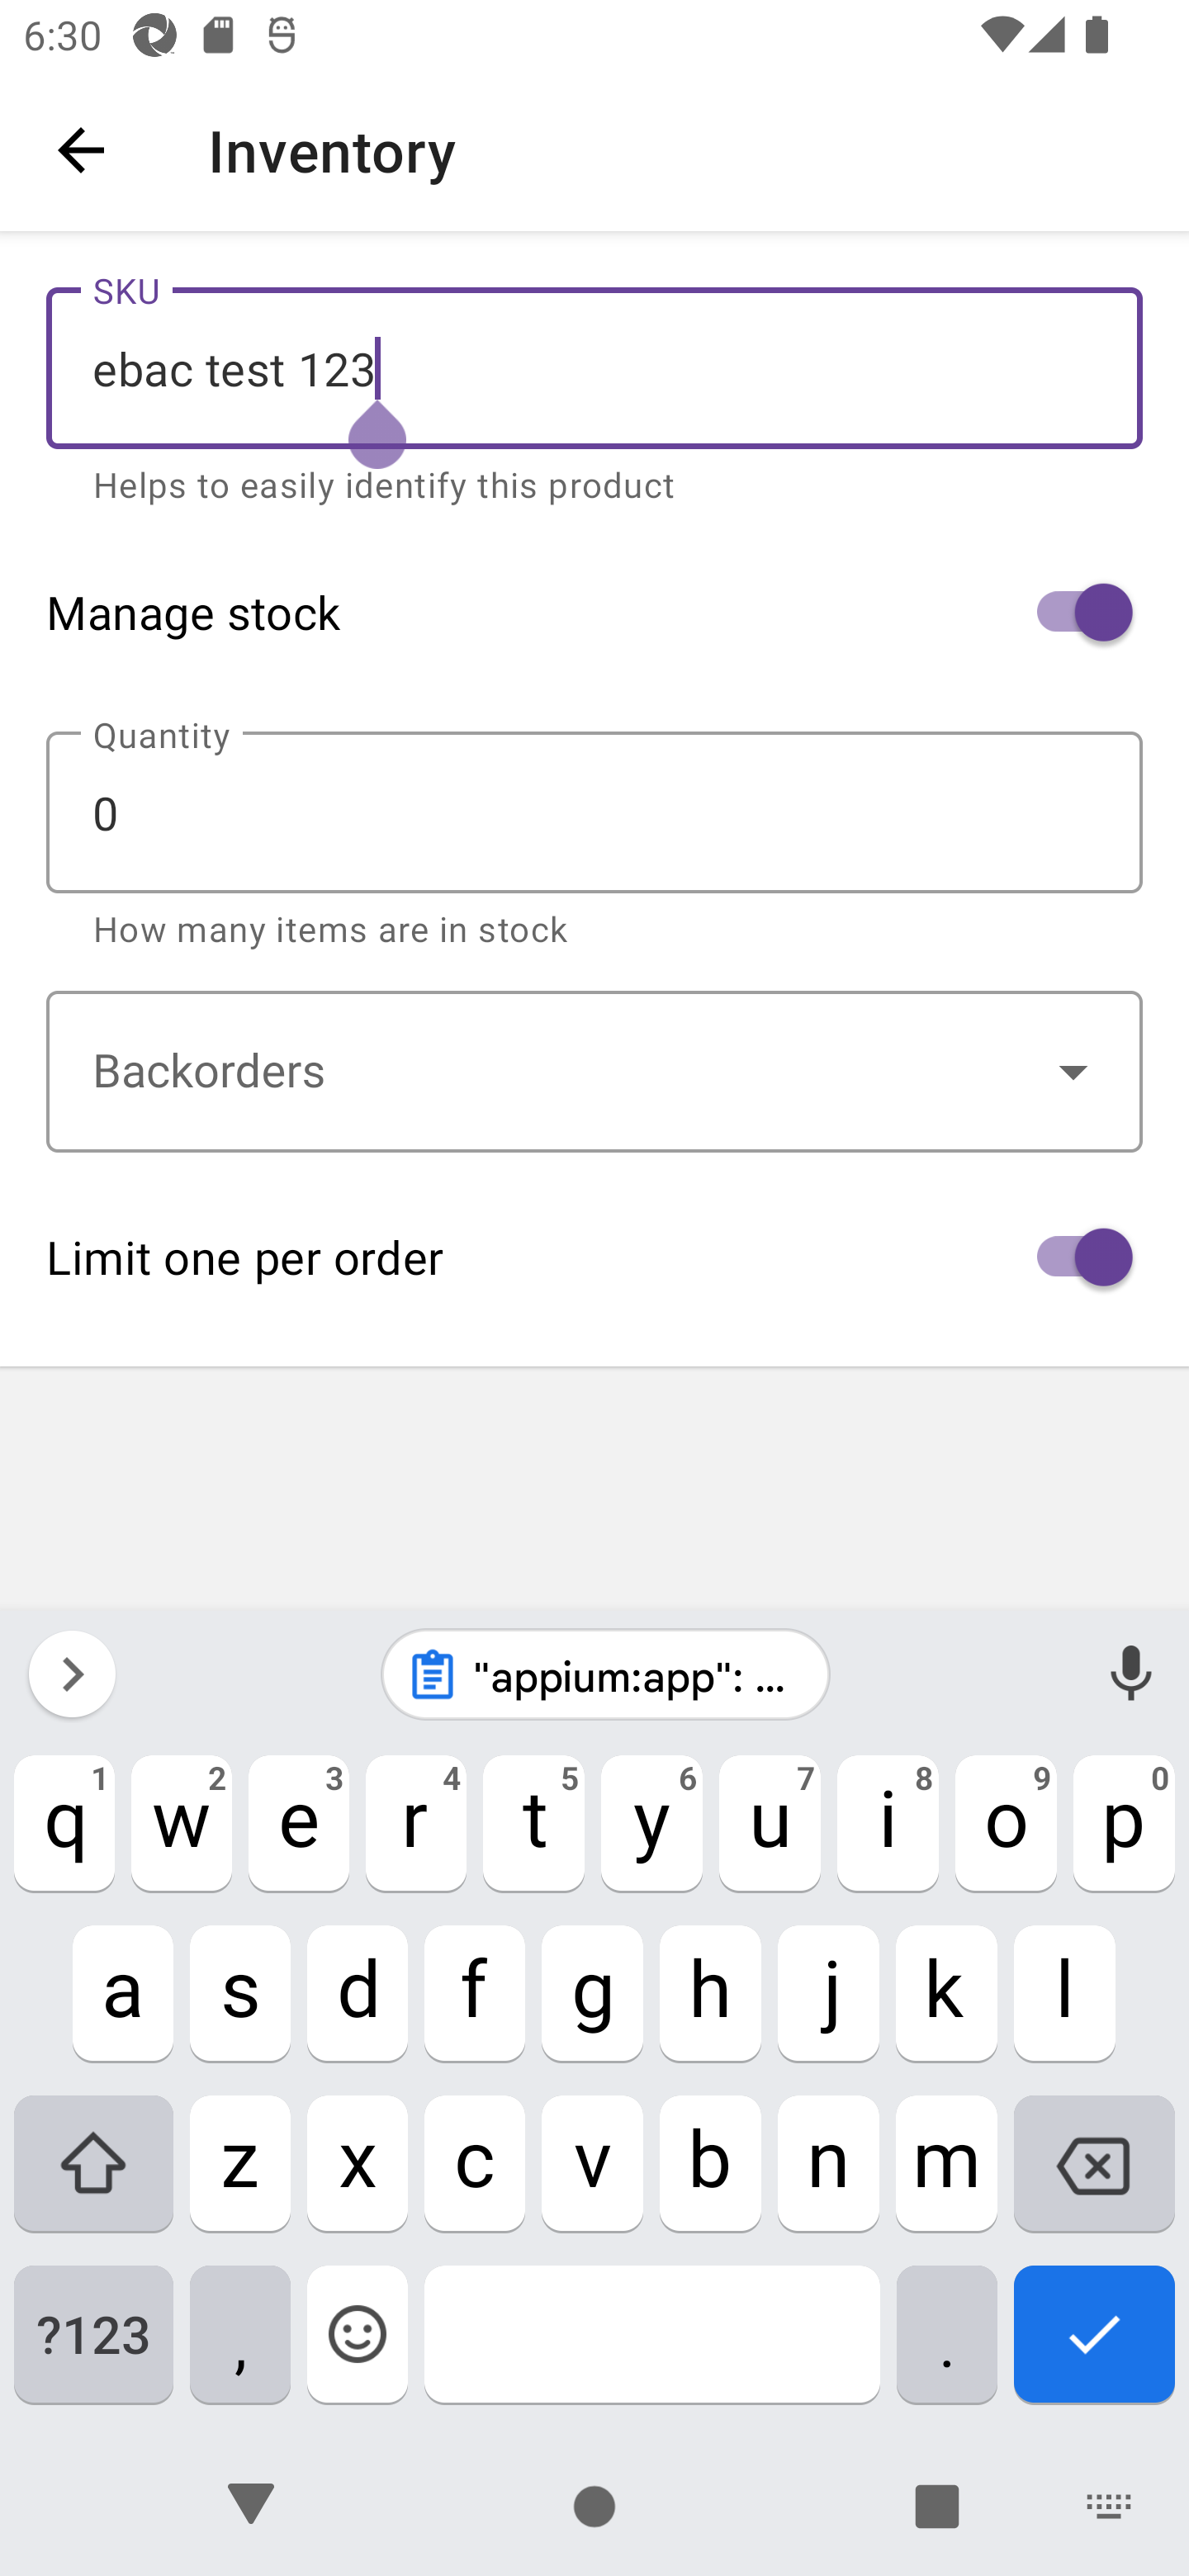 6:30
Inventory
SKU
ebac test 123
Helps to easily identify this product
Manage stock
Quantity
0
How many items are in stock
Backorders
Limit one per order
"appium:app": ...
1 2 3 4 5 6 7 8 9 0
q w e r t y u i o p
a s d f g h j k l
z x c v b n m
?123 , .